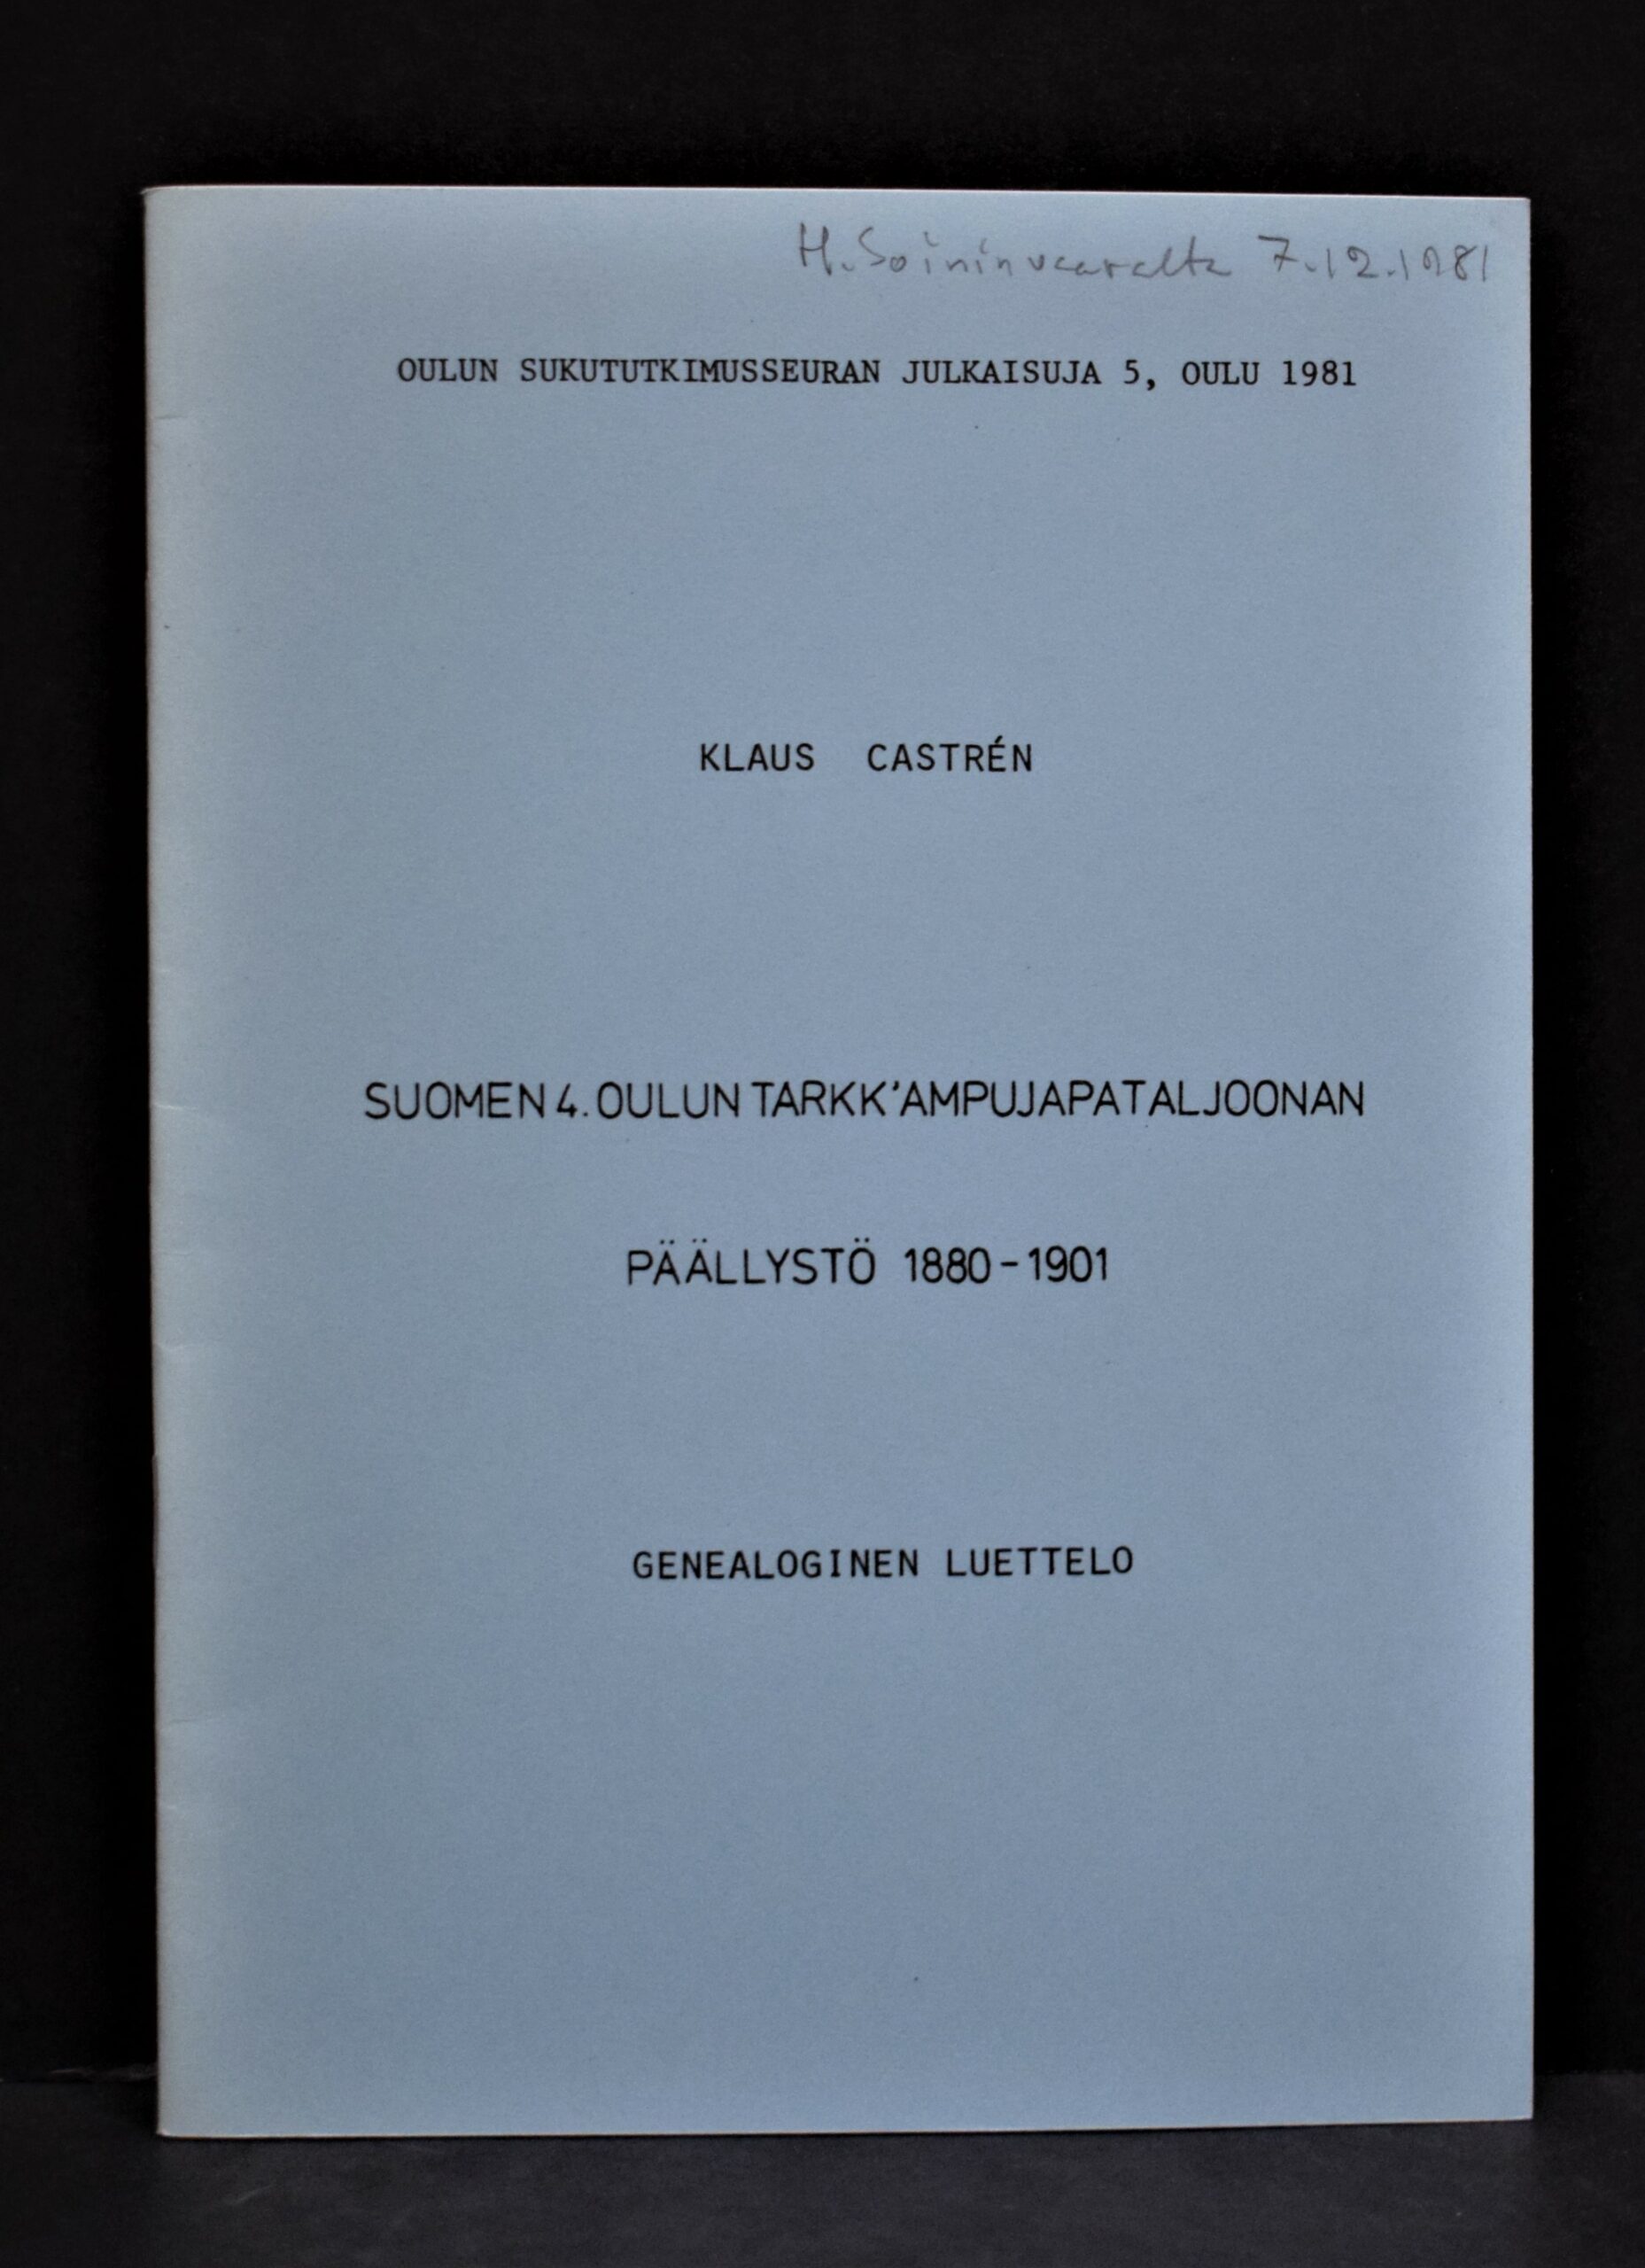 H. Soininvaaralta 7.12.1981
OULUN SUKUTUTKIMUSSEURAN JULKAISUJA 5, OULU 1981
KLAUS CASTRÉN
SUOMEN 4. OULUN TARKK'AMPUJAPATALJOONAN
PÄÄLLYSTÖ 1880-1901
GENEALOGINEN LUETTELO